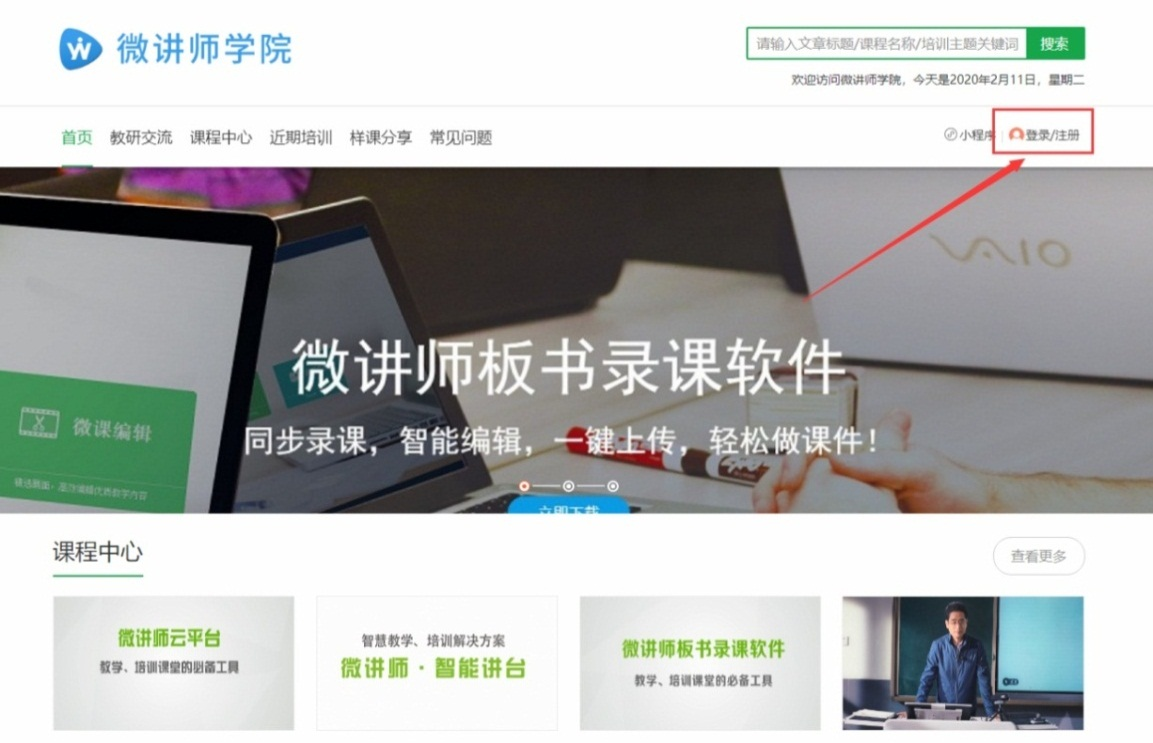 微讲师学院
请输入文章标题/课程名称/培训主题关键词 搜索
欢迎访问微讲师学院，今天是2020年2月11日，星期二
首页 教研交流 课程中心 近期培训 样课分享 常见问题
小程序 登录/注册
VAIO
微讲师板书录课软件
微课编辑
同步录课，智能编辑，一键上传，轻松做课件！
立即下载
课程中心
查看更多
微讲师云平台
教学、培训课堂的必备工具
智慧教学、培训解决方案
微讲师·智能讲台
微讲师板书录课软件
教学、培训课堂的必备工具